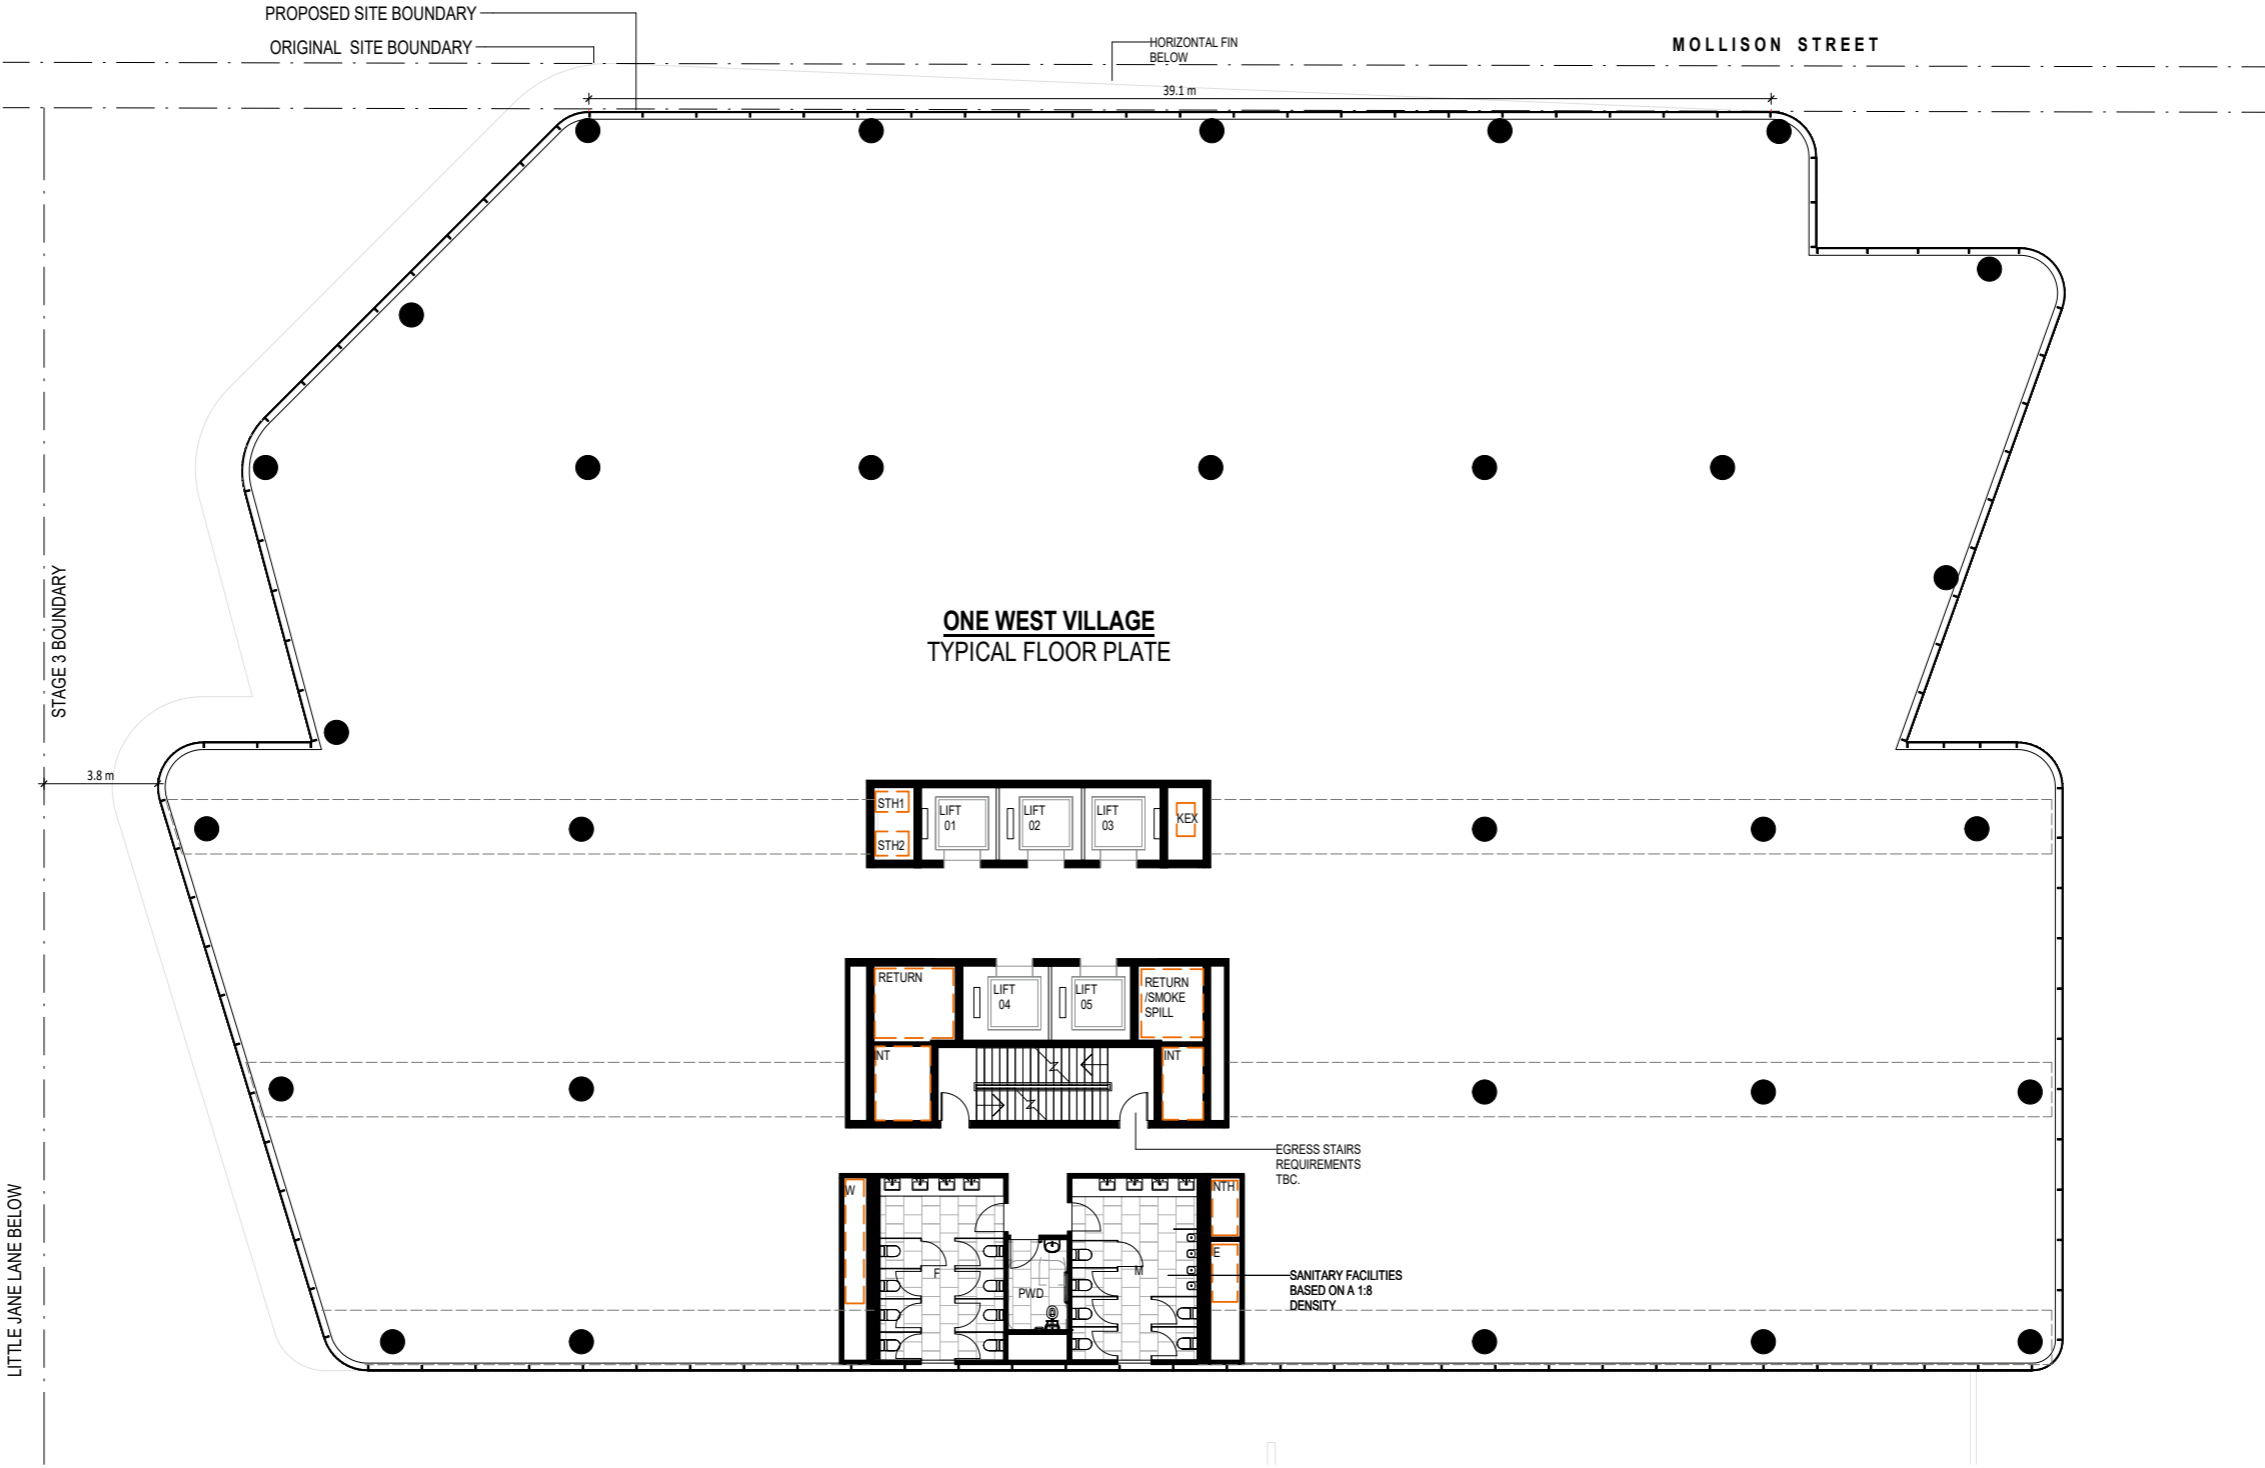 PROPOSED SITE BOUNDARY
ORIGINAL SITE BOUNDARY
HORIZONTAL FIN
BELOW
MOLLISON STREET
39.1 m
STAGE 3 BOUNDARY
ONE WEST VILLAGE
TYPICAL FLOOR PLATE
3.8 m
STH1
STH2
LIFT
01
LIFT
02
LIFT
03
KEX
RETURN
LIFT
04
LIFT
05
RETURN
/SMOKE
SPILL
INT
INT
EGRESS STAIRS
REQUIREMENTS
TBC.
W
NTH
E
F
M
PWD
SANITARY FACILITIES
BASED ON A 1:8
DENSITY
LITTLE JANE LANE BELOW